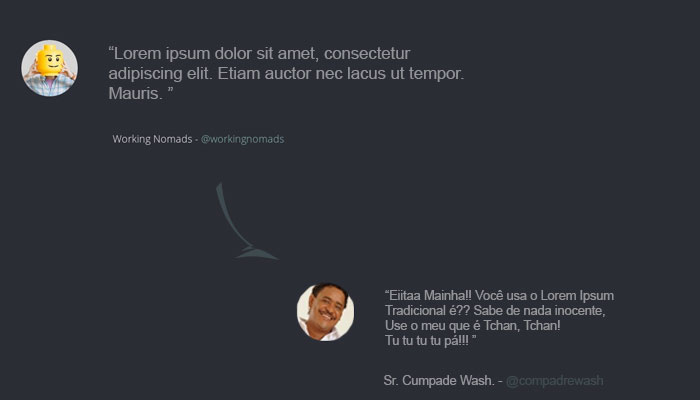 “Lorem ipsum dolor sit amet, consectetur
adipiscing elit. Etiam auctor nec lacus ut tempor.
Mauris. ”
Working Nomads - @workingnomads
“Eiitaa Mainha!! Você usa o Lorem Ipsum
Tradicional é?? Sabe de nada inocente,
Use o meu que é Tchan, Tchan!
Tu tu tu tu pá!!! ”
Sr. Cumpade Wash. - @compadrewash